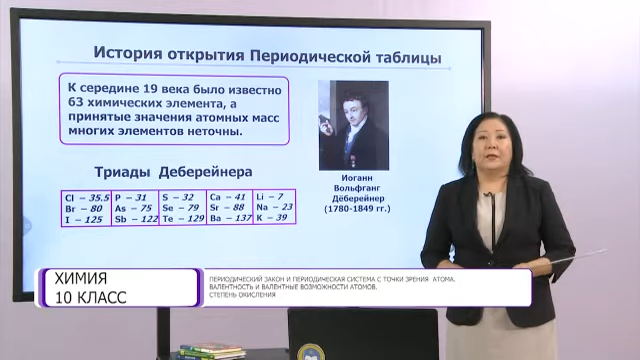 История открытия Периодической таблицы
К середине 19 века было известно
63 химических элемента, а
принятые значения атомных масс
многих элементов неточны.
Триады Деберейнера
Cl – 35.5 P – 31 S – 32 Ca – 41 Li – 7
Br – 80 As – 75 Se – 79 Sr – 88 Na – 23
I – 125 Sb – 122 Te – 129 Ba – 137 K – 39
Иоганн
Вольфганг
Дёберейнер
(1780-1849 гг.)
ХИМИЯ
10 КЛАСС
ПЕРИОДИЧЕСКИЙ ЗАКОН И ПЕРИОДИЧЕСКАЯ СИСТЕМА С ТОЧКИ ЗРЕНИЯ АТОМА.
ВАЛЕНТНОСТЬ И ВАЛЕНТНЫЕ ВОЗМОЖНОСТИ АТОМОВ.
СТЕПЕНЬ ОКИСЛЕНИЯ